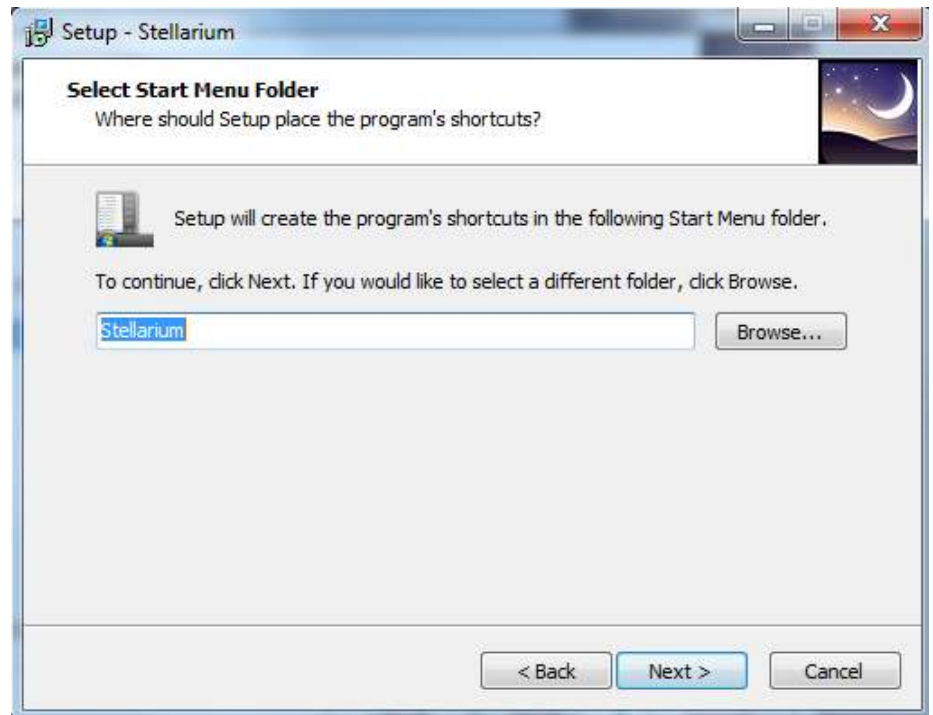 Setup - Stellarium
Select Start Menu Folder
Where should Setup place the program's shortcuts?
Setup will create the program's shortcuts in the following Start Menu folder.
To continue, click Next. If you would like to select a different folder, click Browse.
Stellarium
Browse...
< Back
Next >
Cancel